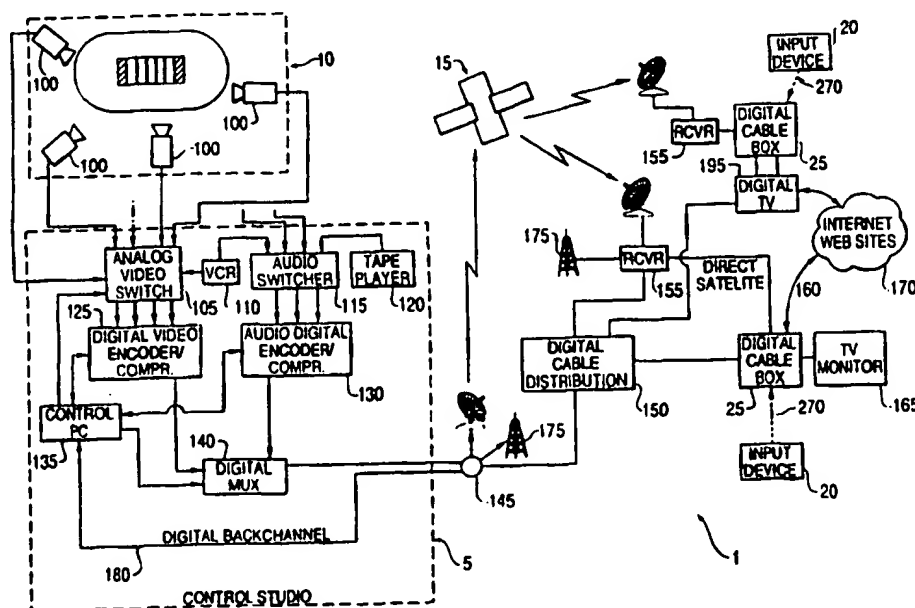 100
10
100
100
100
ANALOG
VIDEO
SWITCH
105
VCR
110
AUDIO
SWITCHER
115
TAPE
PLAYER
120
125
DIGITAL VIDEO
ENCODER/
COMPR.
AUDIO DIGITAL
ENCODER/
COMPR.
130
CONTROL
PC
135
140
DIGITAL
MUX
DIGITAL BACKCHANNEL
180
CONTROL STUDIO
5
15
20
INPUT
DEVICE
270
RCVR
155
DIGITAL
CABLE
BOX
25
195
DIGITAL
TV
INTERNET
WEB SITES
170
175
RCVR
155
DIRECT
SATELITE
160
DIGITAL CABLE
DISTRIBUTION
150
DIGITAL
CABLE
BOX
25
TV
MONITOR
165
270
INPUT
DEVICE
20
175
145
1